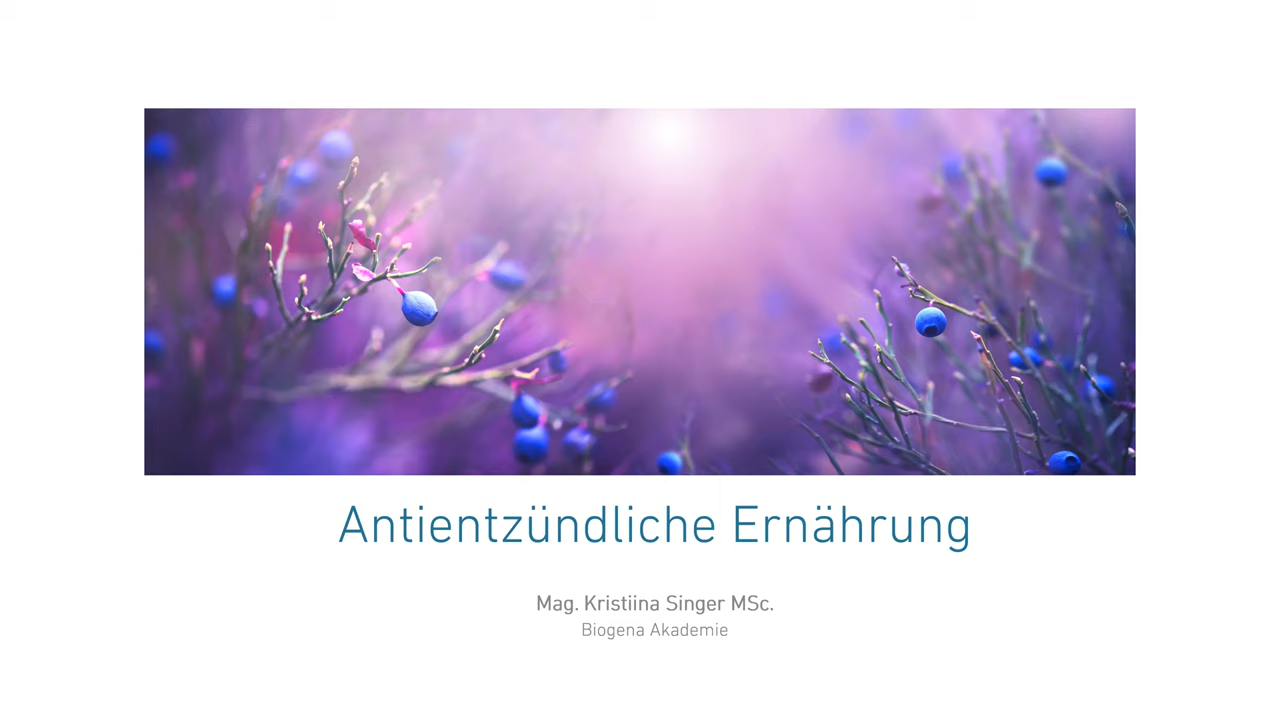 Antientzündliche Ernährung
Mag. Kristiina Singer MSc.
Biogena Akademie